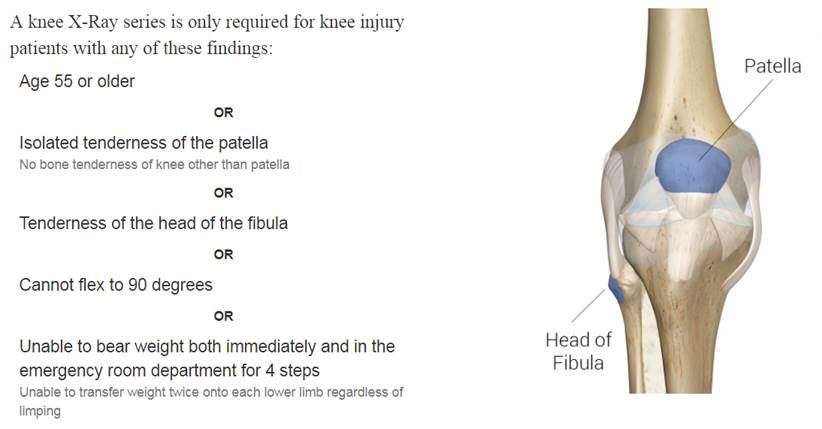 A knee X-Ray series is only required for knee injury
patients with any of these findings:
Age 55 or older
OR
Isolated tenderness of the patella
No bone tenderness of knee other than patella
OR
Tenderness of the head of the fibula
OR
Cannot flex to 90 degrees
OR
Unable to bear weight both immediately and in the
emergency room department for 4 steps
Unable to transfer weight twice onto each lower limb regardless of
limping
Patella
Head of
Fibula